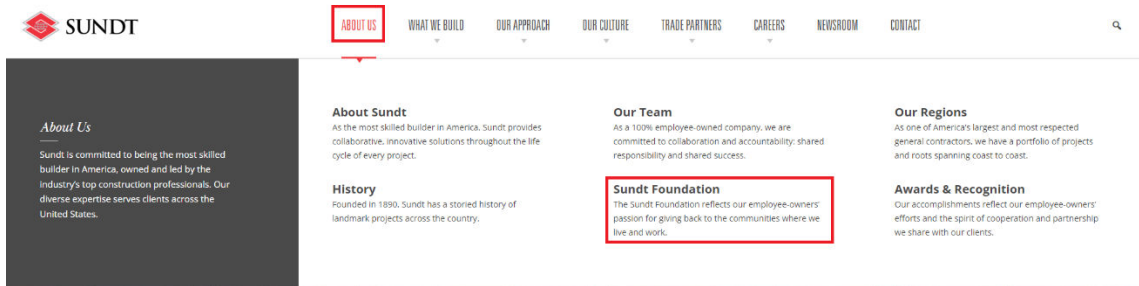 SUNDT
ABOUT US
WHAT WE BUILD
OUR APPROACH
OUR CULTURE
TRADE PARTNERS
CAREERS
NEWSROOM
CONTACT
About Us
Sundt is committed to being the most skilled
builder in America, owned and led by the
industry's top construction professionals. Our
diverse expertise serves clients across the
United States.
About Sundt
As the most skilled builder in America, Sundt provides
collaborative, innovative solutions throughout the life
cycle of every project.
Our Team
As a 100% employee-owned company, we are
committed to collaboration and accountability: shared
responsibility and shared success.
Our Regions
As one of America's largest and most respected
general contractors, we have a portfolio of projects
and roots spanning coast to coast.
History
Founded in 1890, Sundt has a storied history of
landmark projects across the country.
Sundt Foundation
The Sundt Foundation reflects our employee-owners'
passion for giving back to the communities where we
live and work.
Awards & Recognition
Our accomplishments reflect our employee-owners'
efforts and the spirit of cooperation and partnership
we share with our clients.